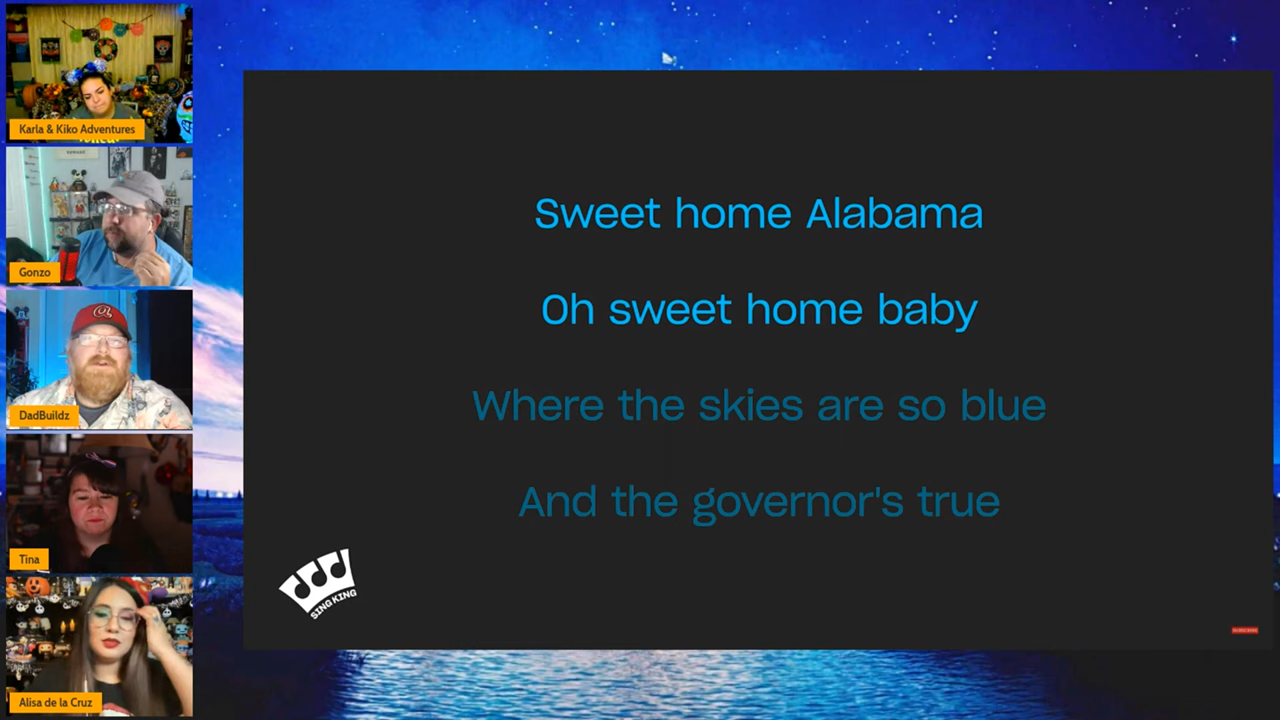 Karla & Kiko Adventures
Gonzo
DadBuildz
Tina
Alisa de la Cruz
Sweet home Alabama
Oh sweet home baby
Where the skies are so blue
And the governor's true
SING KING